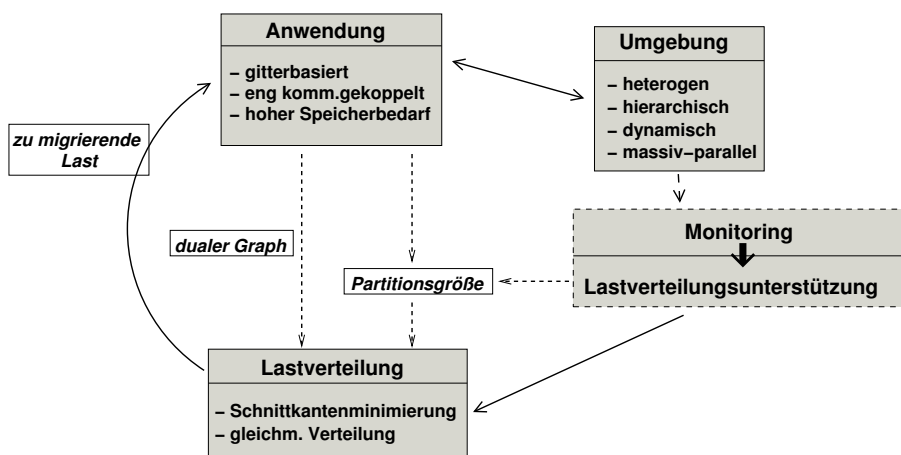 Anwendung
– gitterbasiert
– eng komm.gekoppelt
– hoher Speicherbedarf
Umgebung
– heterogen
– hierarchisch
– dynamisch
– massiv–parallel
zu migrierende
Last
dualer Graph
Partitionsgröße
Monitoring
Lastverteilungsunterstützung
Lastverteilung
– Schnittkantenminimierung
– gleichm. Verteilung